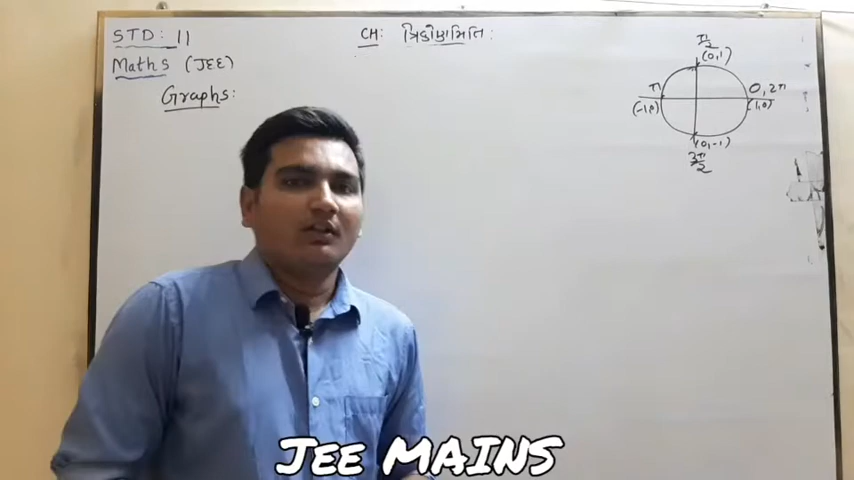 STD: 11
CH: ત્રિકોણમિતિ:
Maths (JEE)
Graphs:
π/2
(0,1)
π
0, 2π
(-1,0)
(1,0)
(0,-1)
3π/2
JEE MAINS